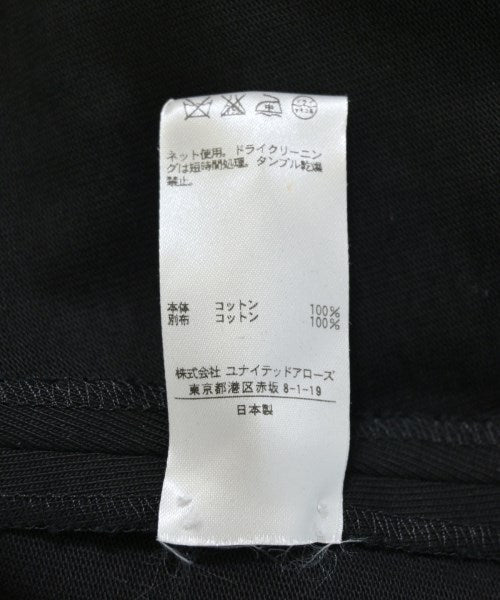 ネット使用。ドライクリーニン
グは短時間処理。タンブル乾燥
禁止。
本体 コットン 100%
別布 コットン 100%
株式会社 ユナイテッドアローズ
東京都港区赤坂8-1-19
日本製